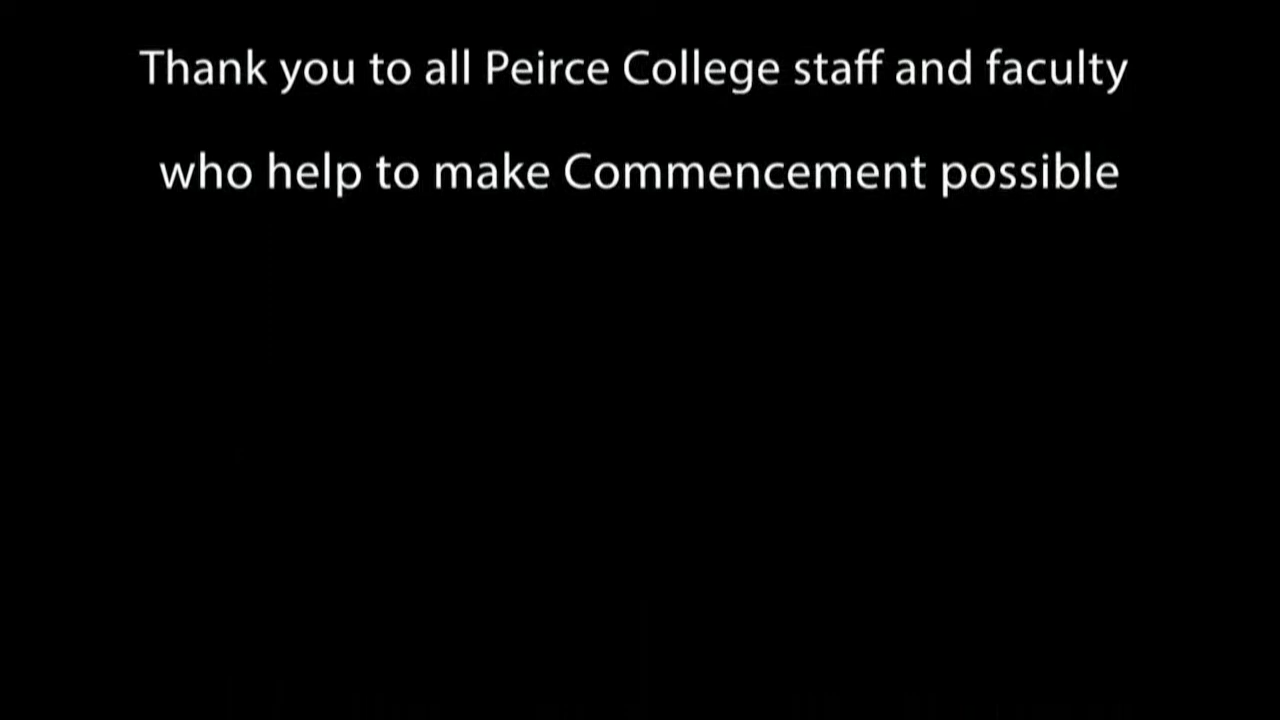 Thank you to all Peirce College staff and faculty
who help to make Commencement possible